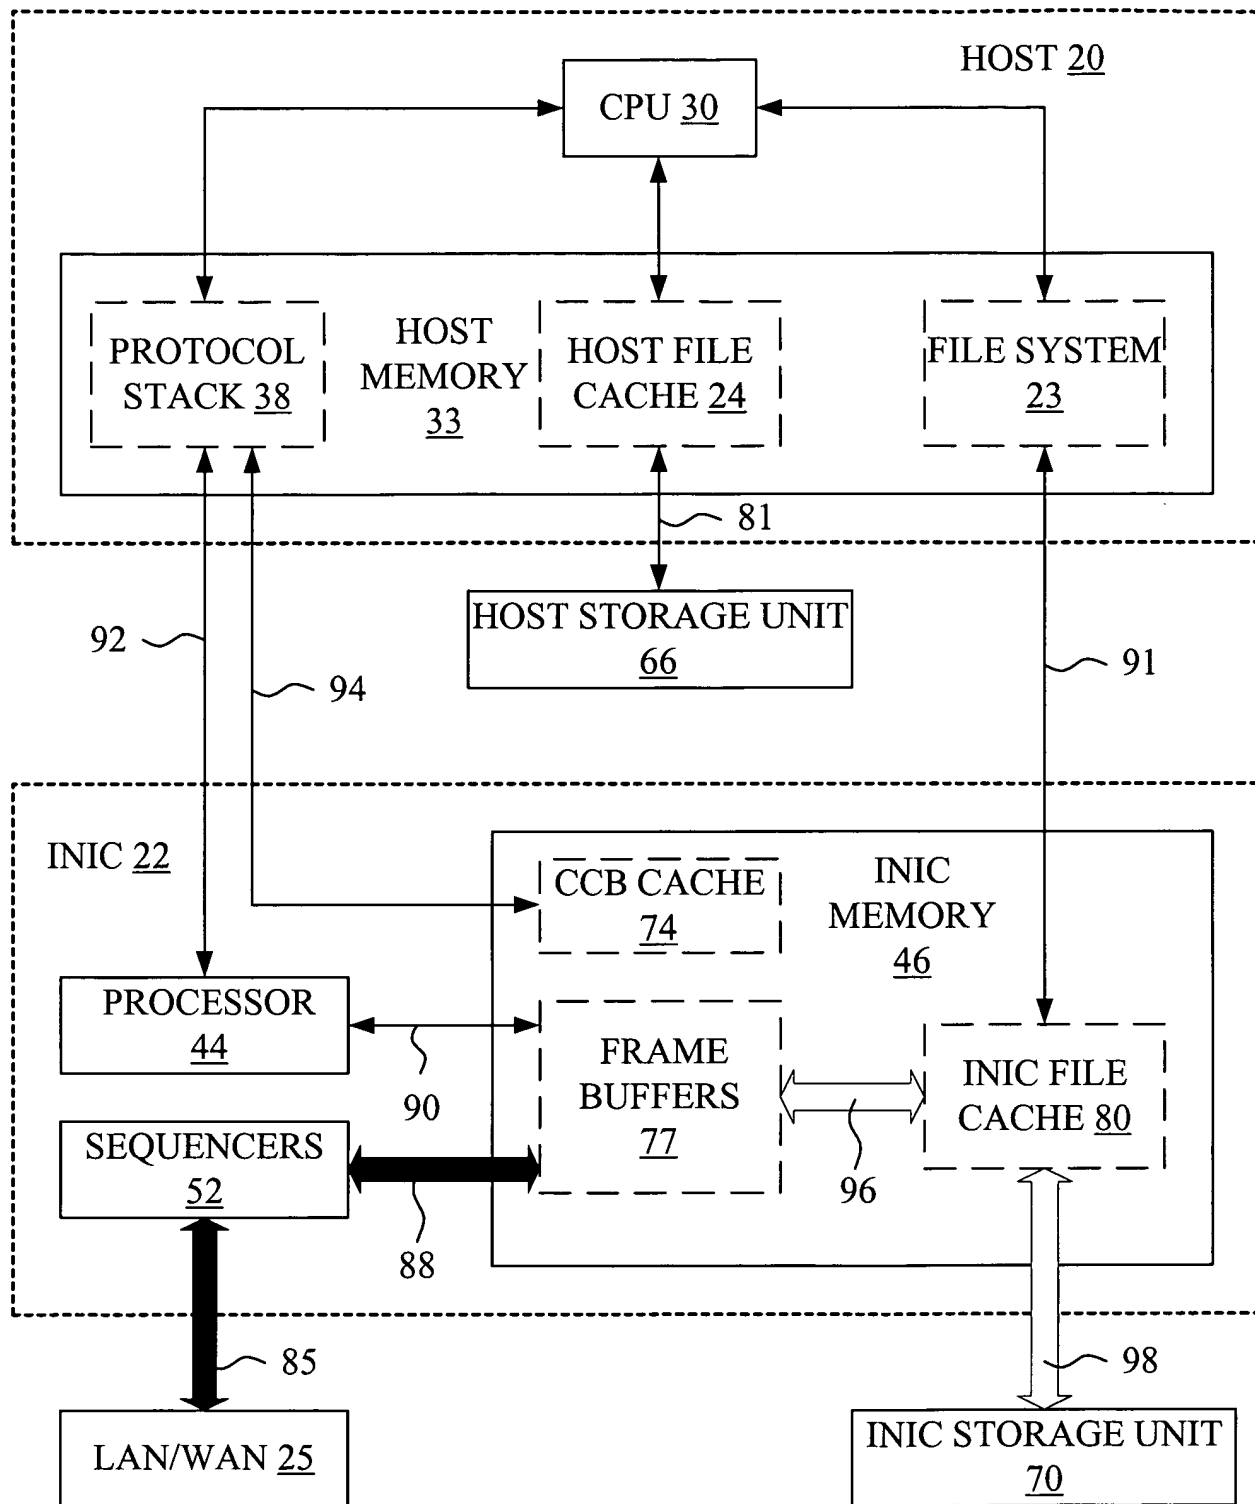 HOST 20
CPU 30
PROTOCOL
STACK 38
HOST
MEMORY
33
HOST FILE
CACHE 24
FILE SYSTEM
23
81
HOST STORAGE UNIT
66
92
94
91
INIC 22
CCB CACHE
74
INIC
MEMORY
46
PROCESSOR
44
90
FRAME
BUFFERS
77
96
INIC FILE
CACHE 80
SEQUENCERS
52
88
85
98
LAN/WAN 25
INIC STORAGE UNIT
70